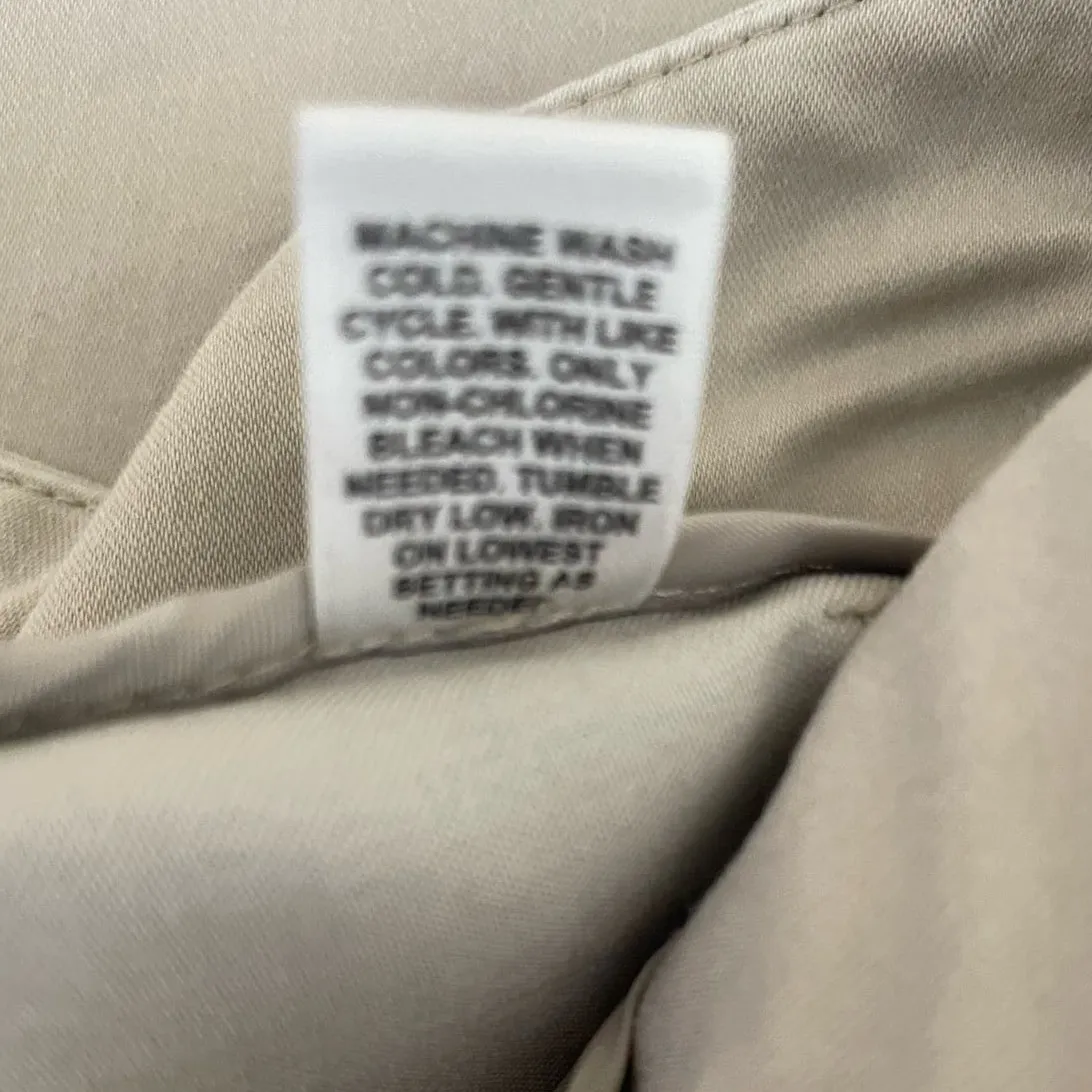 MACHINE WASH
COLD. GENTLE
CYCLE. WITH LIKE
COLORS. ONLY
NON-CHLORINE
BLEACH WHEN
NEEDED. TUMBLE
DRY LOW. IRON
ON LOWEST
SETTING AS
NEEDED